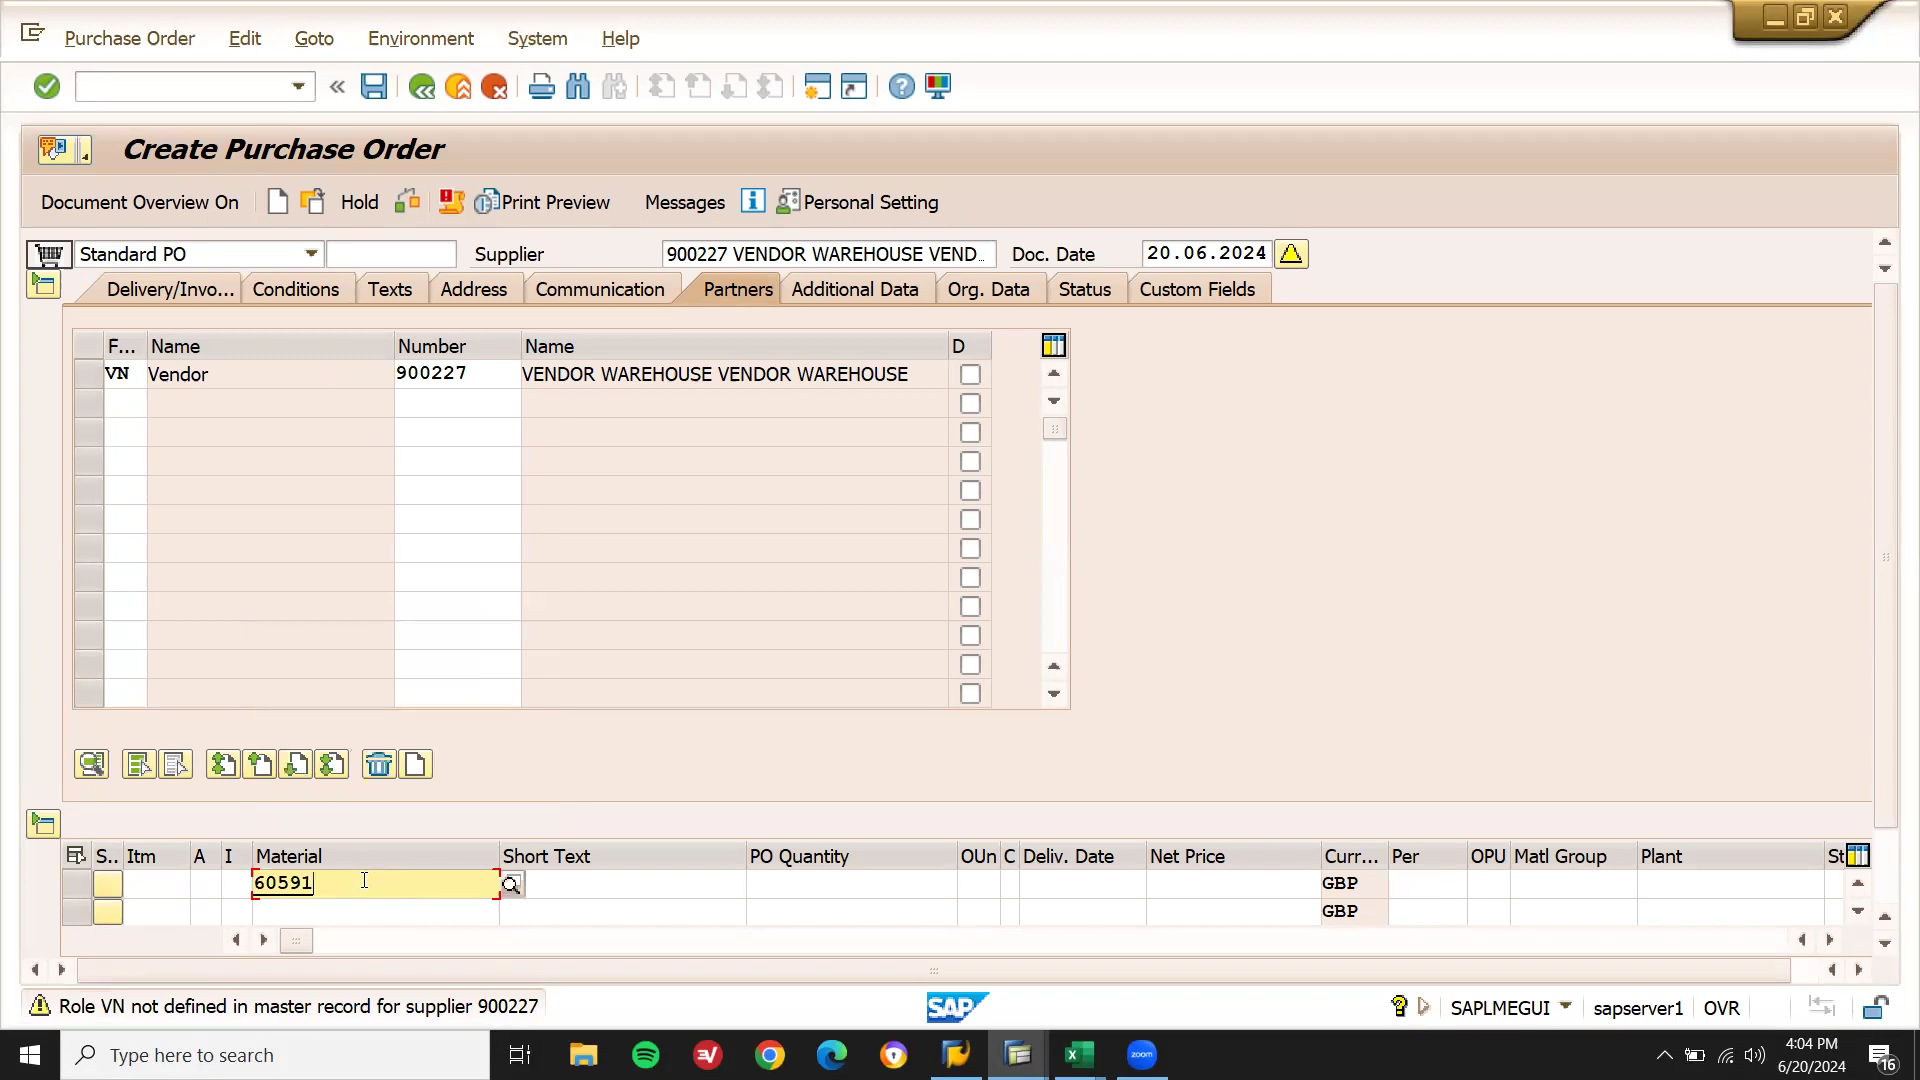 Purchase Order Edit Goto Environment System Help
Create Purchase Order
Document Overview On Hold Print Preview Messages Personal Setting
Standard PO Supplier 900227 VENDOR WAREHOUSE VEND... Doc. Date 20.06.2024
Delivery/Invo... Conditions Texts Address Communication Partners Additional Data Org. Data Status Custom Fields
F... Name Number Name D
VN Vendor 900227 VENDOR WAREHOUSE VENDOR WAREHOUSE
S.. Itm A I Material Short Text PO Quantity OUn C Deliv. Date Net Price Curr... Per OPU Matl Group Plant St
60591 GBP
GBP
Role VN not defined in master record for supplier 900227 SAP SAPLMEGUI sapserver1 OVR
Type here to search zoom 4:04 PM
6/20/2024 16